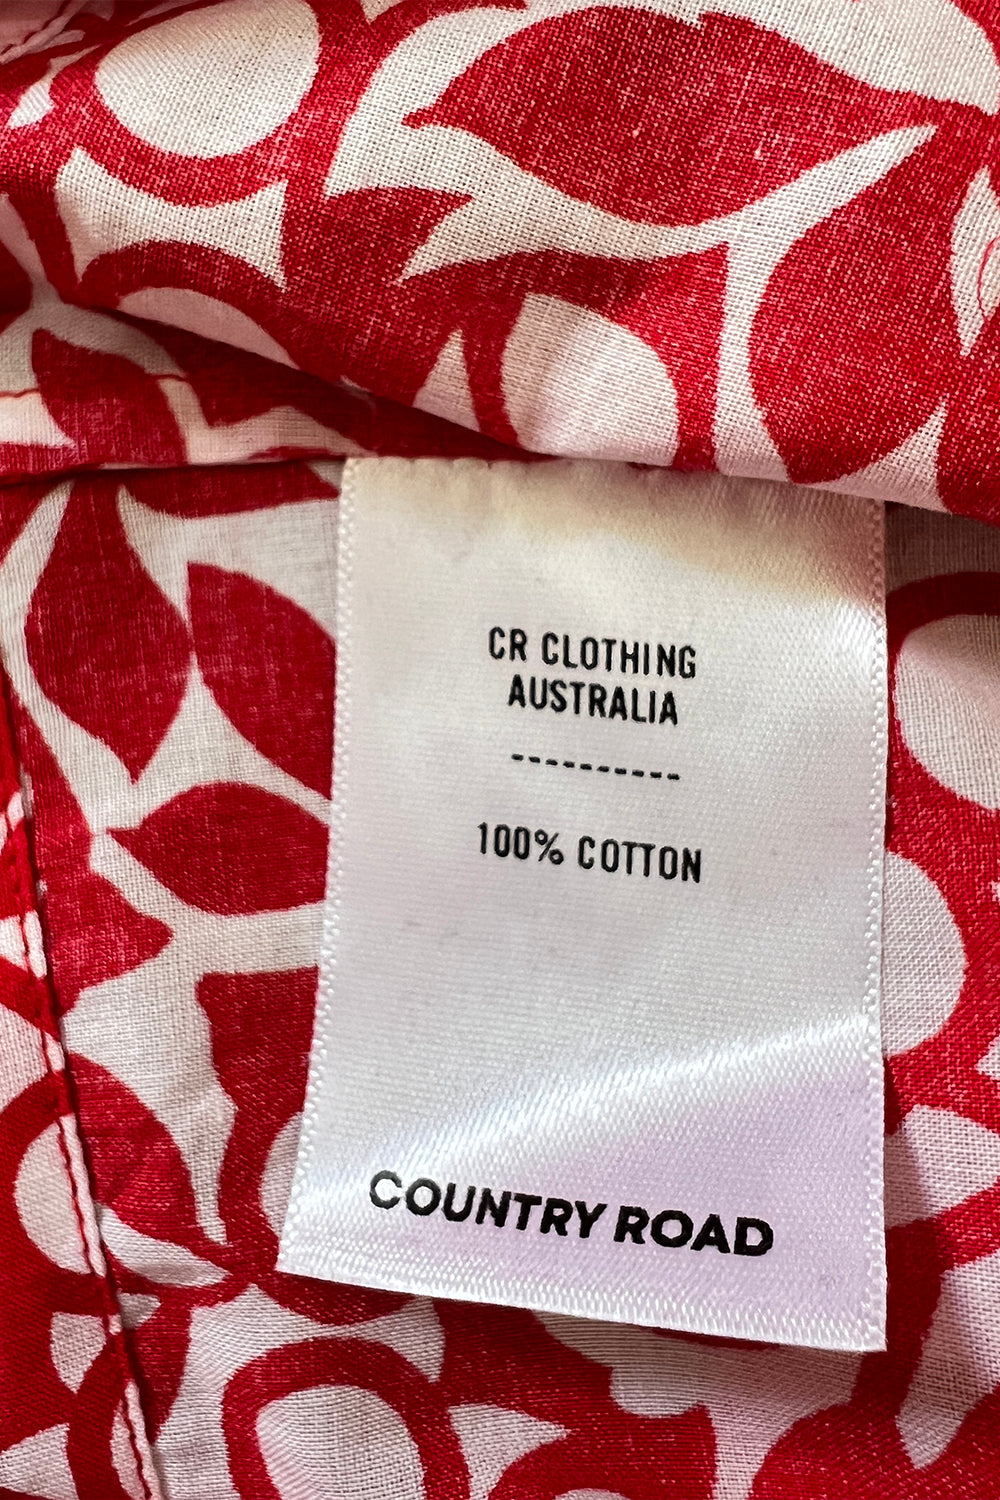 CR CLOTHING
AUSTRALIA
----------
100% COTTON
COUNTRY ROAD